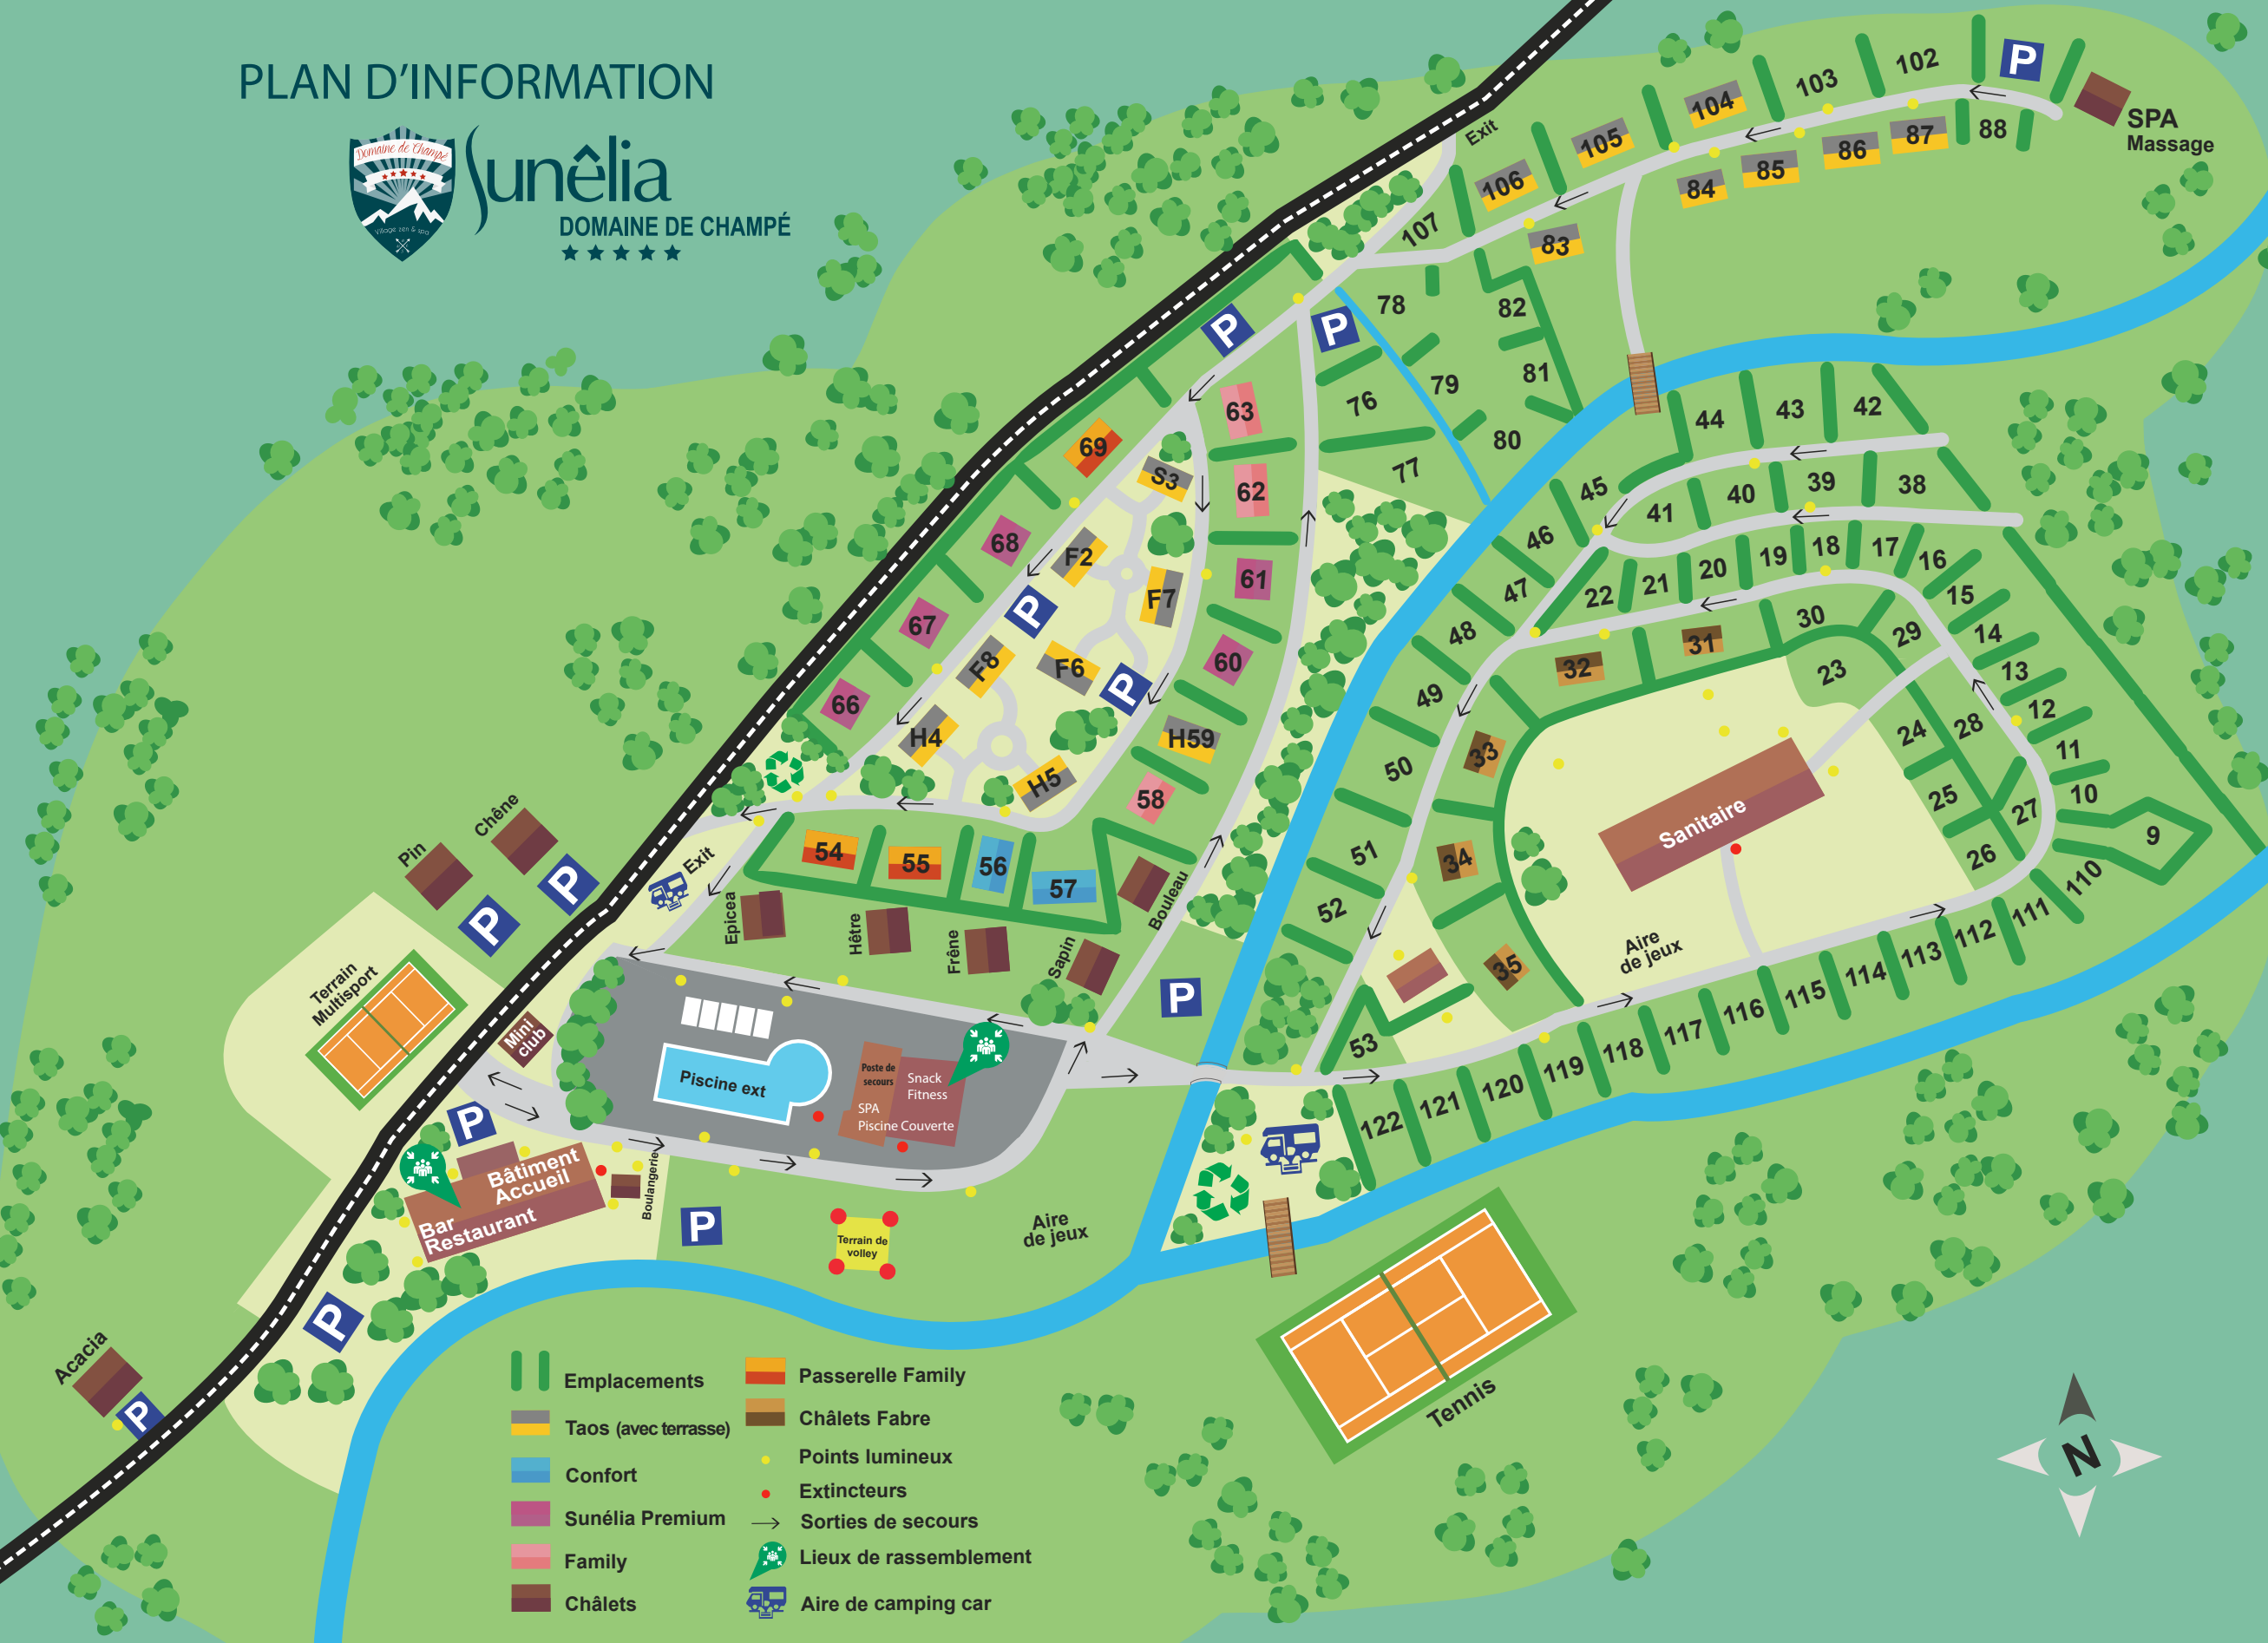 PLAN D'INFORMATION
Domaine de Champé
Village zen & spa
Sunêlia
DOMAINE DE CHAMPÉ
Exit
107
106
105
104
103
102
P
SPA
Massage
83
84
85
86
87
88
P
P
78
82
79
81
76
80
77
63
62
61
60
H59
58
69
68
67
66
S3
F2
F7
P
F8
F6
P
H4
H5
44
43
42
45
41
40
39
38
46
47
22
21
20
19
18
17
16
15
14
13
12
11
10
9
48
49
50
51
52
53
32
31
30
29
23
24
28
25
27
26
33
34
35
Sanitaire
Aire
de jeux
110
111
112
113
114
115
116
117
118
119
120
121
122
54
55
56
57
Exit
Epicea
Hêtre
Frêne
Sapin
Bouleau
P
Pin
Chêne
P
P
Terrain
Multisport
Mini
club
P
Piscine ext
Poste de
secours
Snack
Fitness
SPA
Piscine Couverte
Bâtiment
Accueil
Bar
Restaurant
Boulangerie
P
Terrain de
volley
Aire
de jeux
P
Acacia
P
Tennis
N
Emplacements
Taos (avec terrasse)
Confort
Sunélia Premium
Family
Châlets
Passerelle Family
Châlets Fabre
Points lumineux
Extincteurs
Sorties de secours
Lieux de rassemblement
Aire de camping car